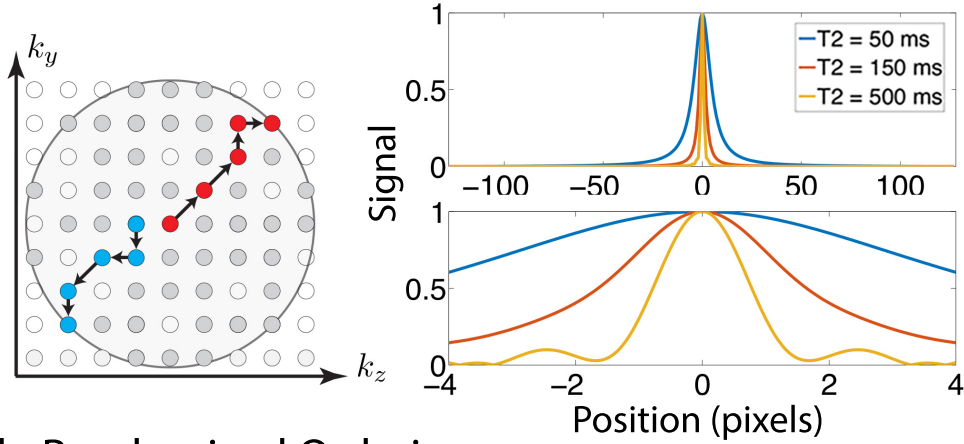 k_y
k_z
Signal
1
0.5
0
−100
−50
0
50
100
T2 = 50 ms
T2 = 150 ms
T2 = 500 ms
1
0.5
0
−4
−2
0
2
4
Position (pixels)